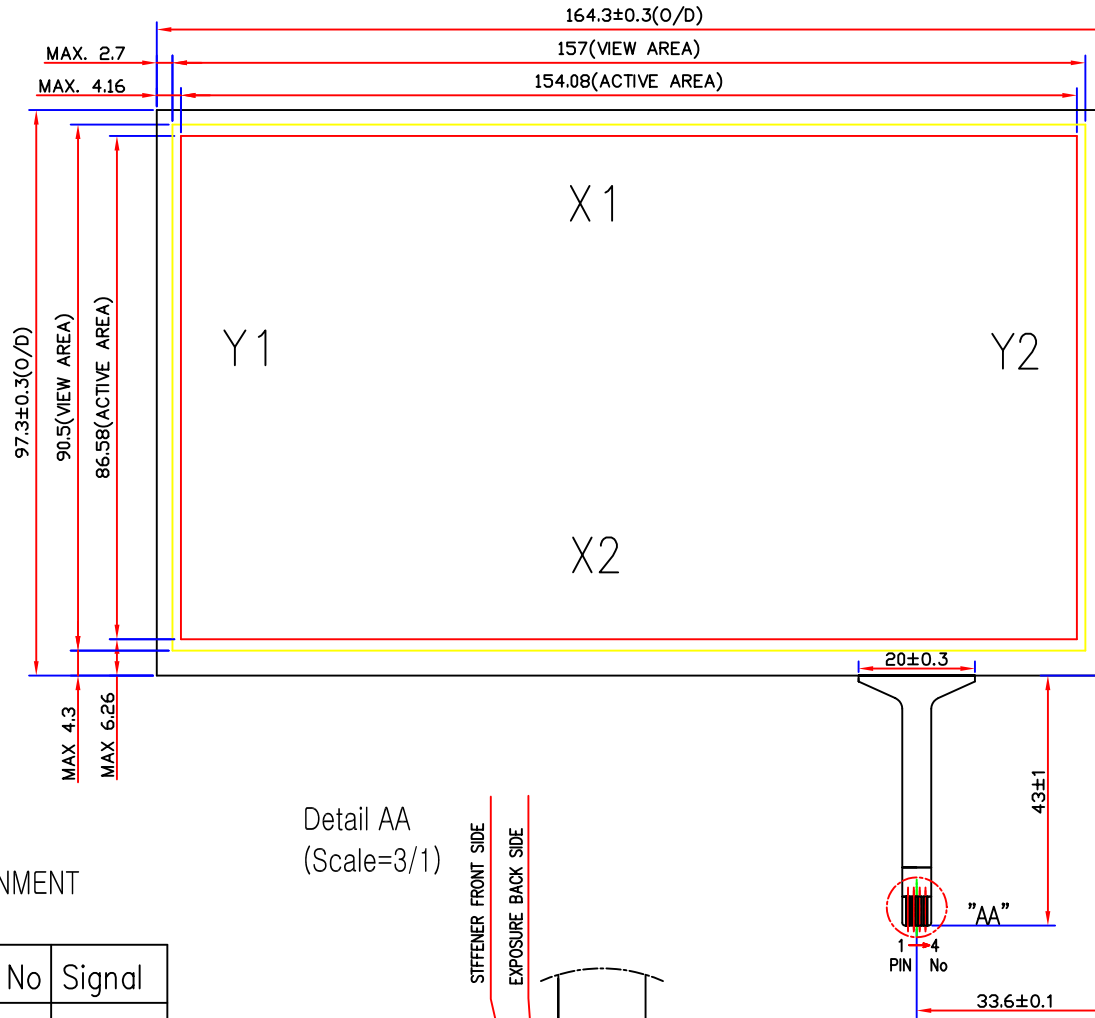 164.3±0.3(O/D)
MAX. 2.7
157(VIEW AREA)
MAX. 4.16
154.08(ACTIVE AREA)
97.3±0.3(O/D)
90.5(VIEW AREA)
86.58(ACTIVE AREA)
X1
Y1
Y2
X2
20±0.3
MAX 4.3
MAX 6.26
43±1
Detail AA
(Scale=3/1)
STFFENER FRONT SIDE
EXPOSURE BACK SIDE
NMENT
"AA"
1 4
PIN No
No Signal
33.6±0.1